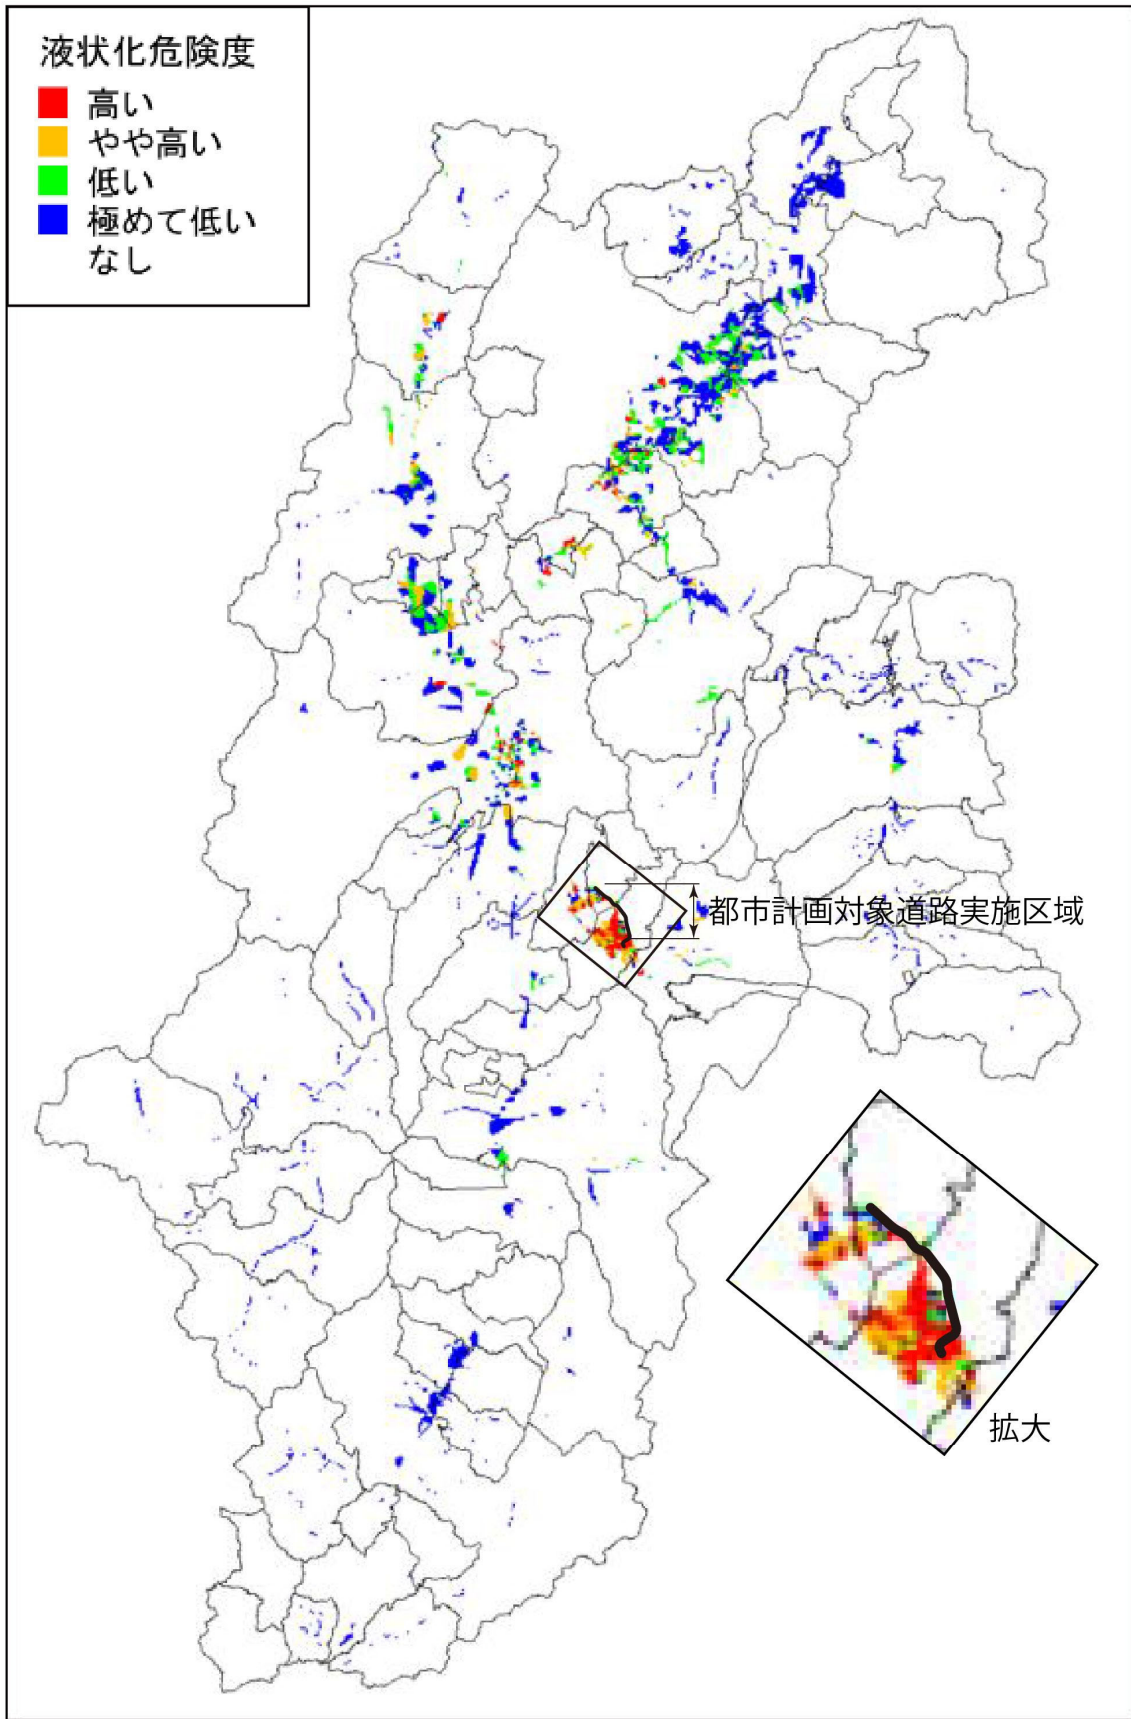 液状化危険度
高い
やや高い
低い
極めて低い
なし
都市計画対象道路実施区域
拡大